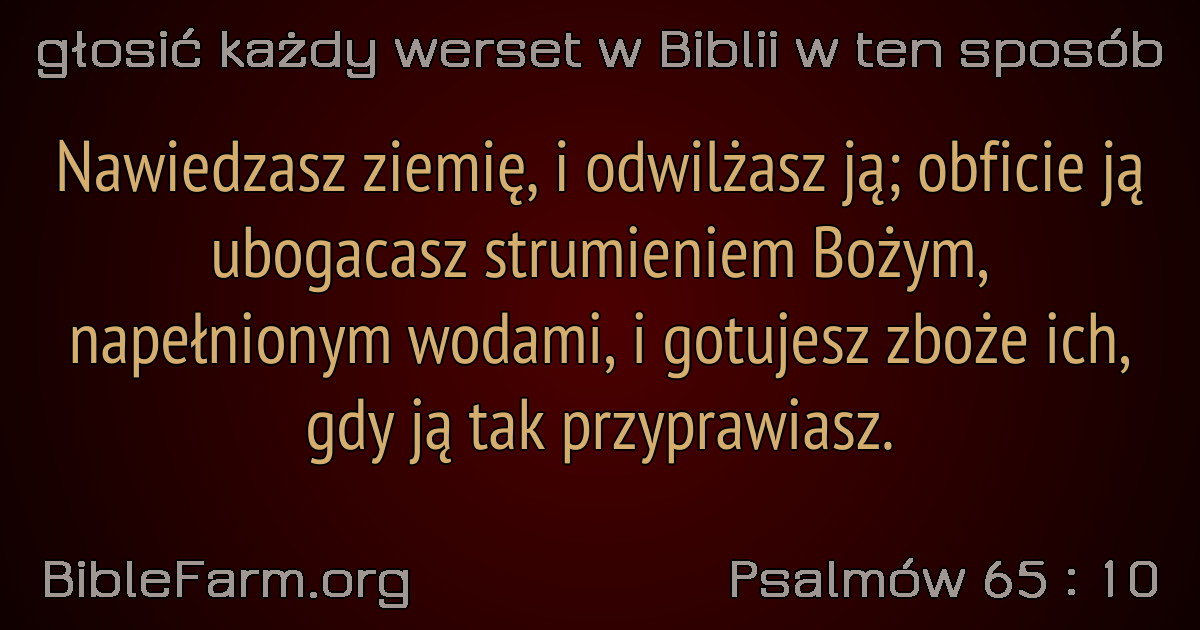 głosić każdy werset w Biblii w ten sposób
Nawiedzasz ziemię, i odwilżasz ją; obficie ją
ubogacasz strumieniem Bożym,
napełnionym wodami, i gotujesz zboże ich,
gdy ją tak przyprawiasz.
BibleFarm.org
Psalmów 65 : 10